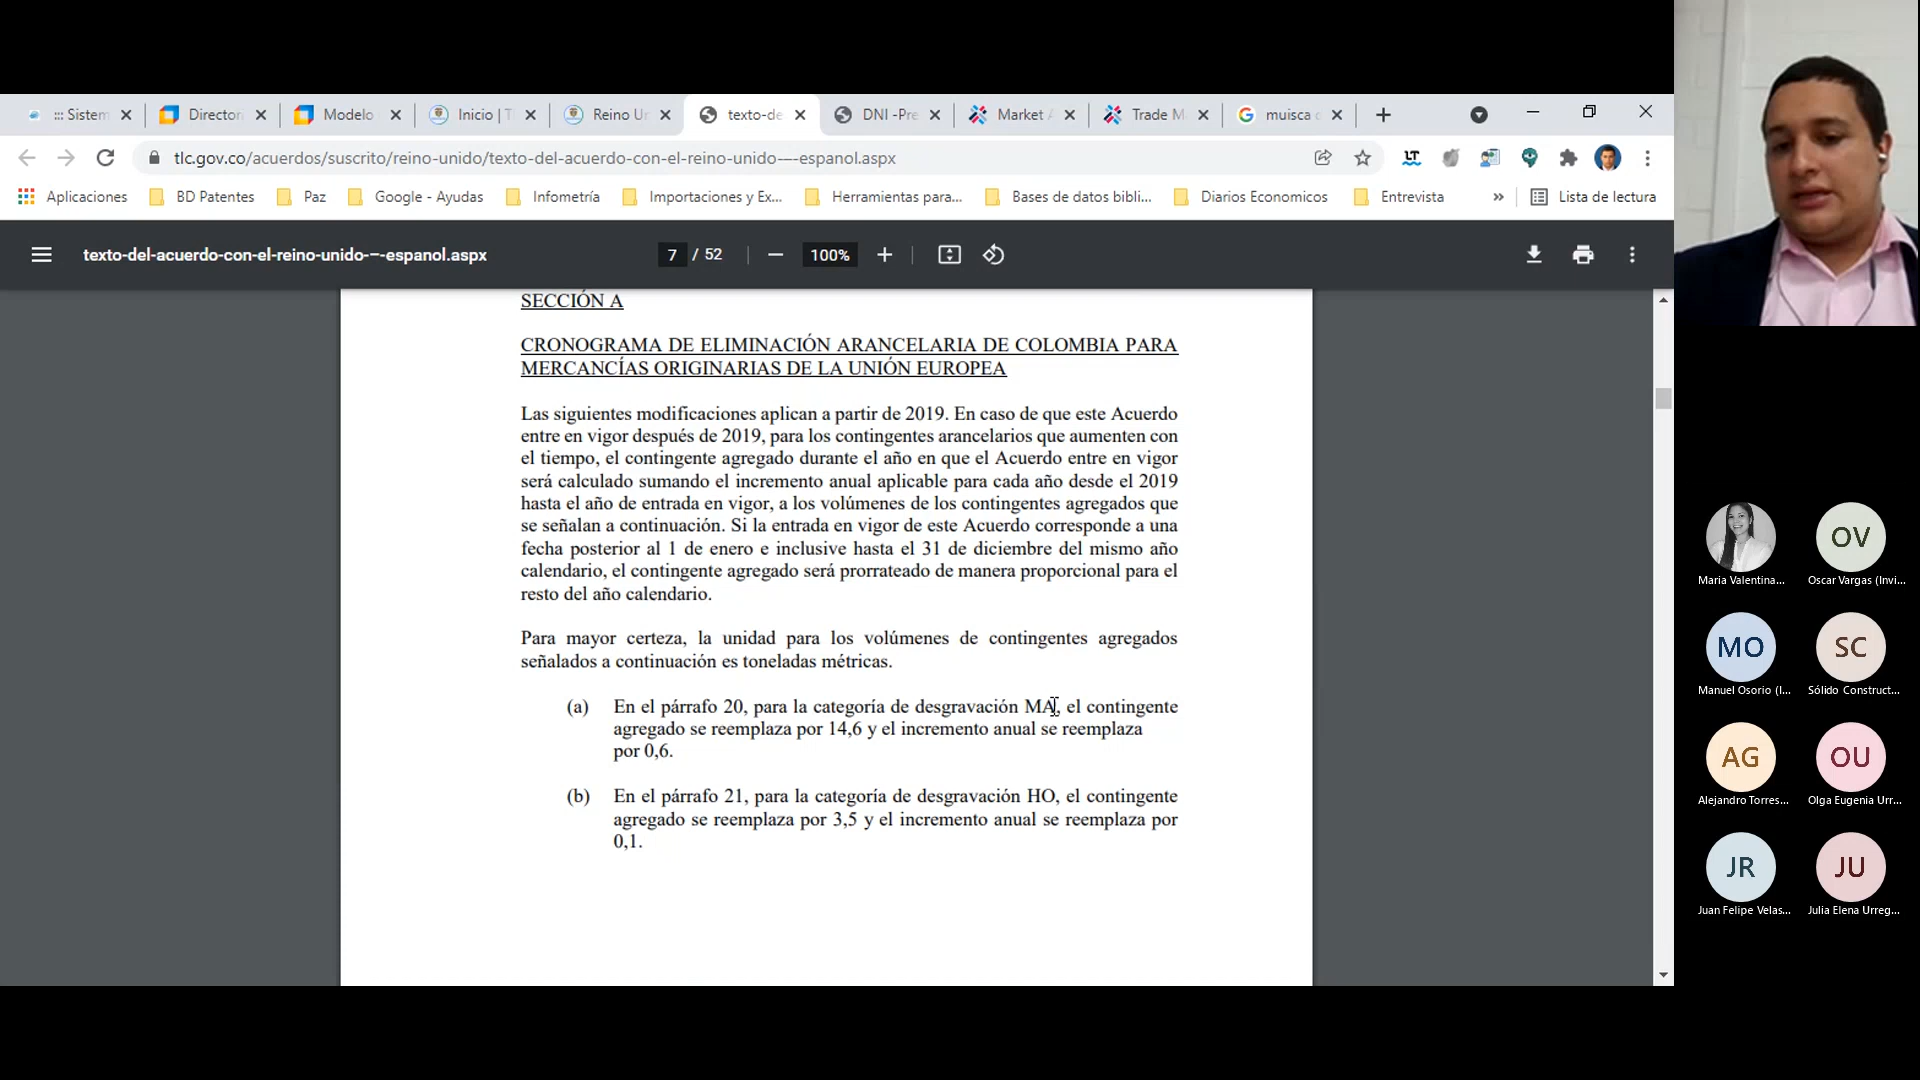 ::: Sistem
Director
Modelo
Inicio | T
Reino Un
texto-de
DNI -Pre
Market A
Trade M
muisca
tlc.gov.co/acuerdos/suscrito/reino-unido/texto-del-acuerdo-con-el-reino-unido-—-espanol.aspx
LT
Aplicaciones
BD Patentes
Paz
Google - Ayudas
Infometría
Importaciones y Ex...
Herramientas para...
Bases de datos bibli...
Diarios Economicos
Entrevista
»
Lista de lectura
texto-del-acuerdo-con-el-reino-unido-–-espanol.aspx
7 / 52
100%
SECCIÓN A
CRONOGRAMA DE ELIMINACIÓN ARANCELARIA DE COLOMBIA PARA
MERCANCÍAS ORIGINARIAS DE LA UNIÓN EUROPEA
Las siguientes modificaciones aplican a partir de 2019. En caso de que este Acuerdo
entre en vigor después de 2019, para los contingentes arancelarios que aumenten con
el tiempo, el contingente agregado durante el año en que el Acuerdo entre en vigor
será calculado sumando el incremento anual aplicable para cada año desde el 2019
hasta el año de entrada en vigor, a los volúmenes de los contingentes agregados que
se señalan a continuación. Si la entrada en vigor de este Acuerdo corresponde a una
fecha posterior al 1 de enero e inclusive hasta el 31 de diciembre del mismo año
calendario, el contingente agregado será prorrateado de manera proporcional para el
resto del año calendario.
Para mayor certeza, la unidad para los volúmenes de contingentes agregados
señalados a continuación es toneladas métricas.
(a) En el párrafo 20, para la categoría de desgravación MA, el contingente
agregado se reemplaza por 14,6 y el incremento anual se reemplaza
por 0,6.
(b) En el párrafo 21, para la categoría de desgravación HO, el contingente
agregado se reemplaza por 3,5 y el incremento anual se reemplaza por
0,1.
Maria Valentina...
OV
Oscar Vargas (Invi...
MO
Manuel Osorio (I...
SC
Sólido Construct...
AG
Alejandro Torres...
OU
Olga Eugenia Urr...
JR
Juan Felipe Velas...
JU
Julia Elena Urreg...